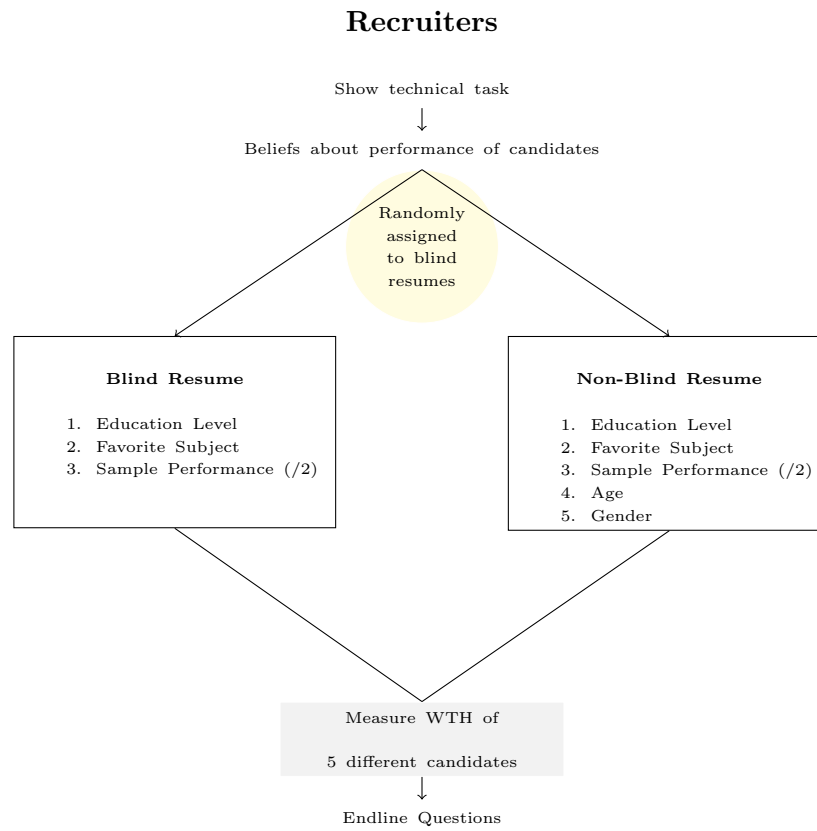 Recruiters
Show technical task
Beliefs about performance of candidates
Randomly
assigned
to blind
resumes
Blind Resume
1. Education Level
2. Favorite Subject
3. Sample Performance (/2)
Non-Blind Resume
1. Education Level
2. Favorite Subject
3. Sample Performance (/2)
4. Age
5. Gender
Measure WTH of
5 different candidates
Endline Questions